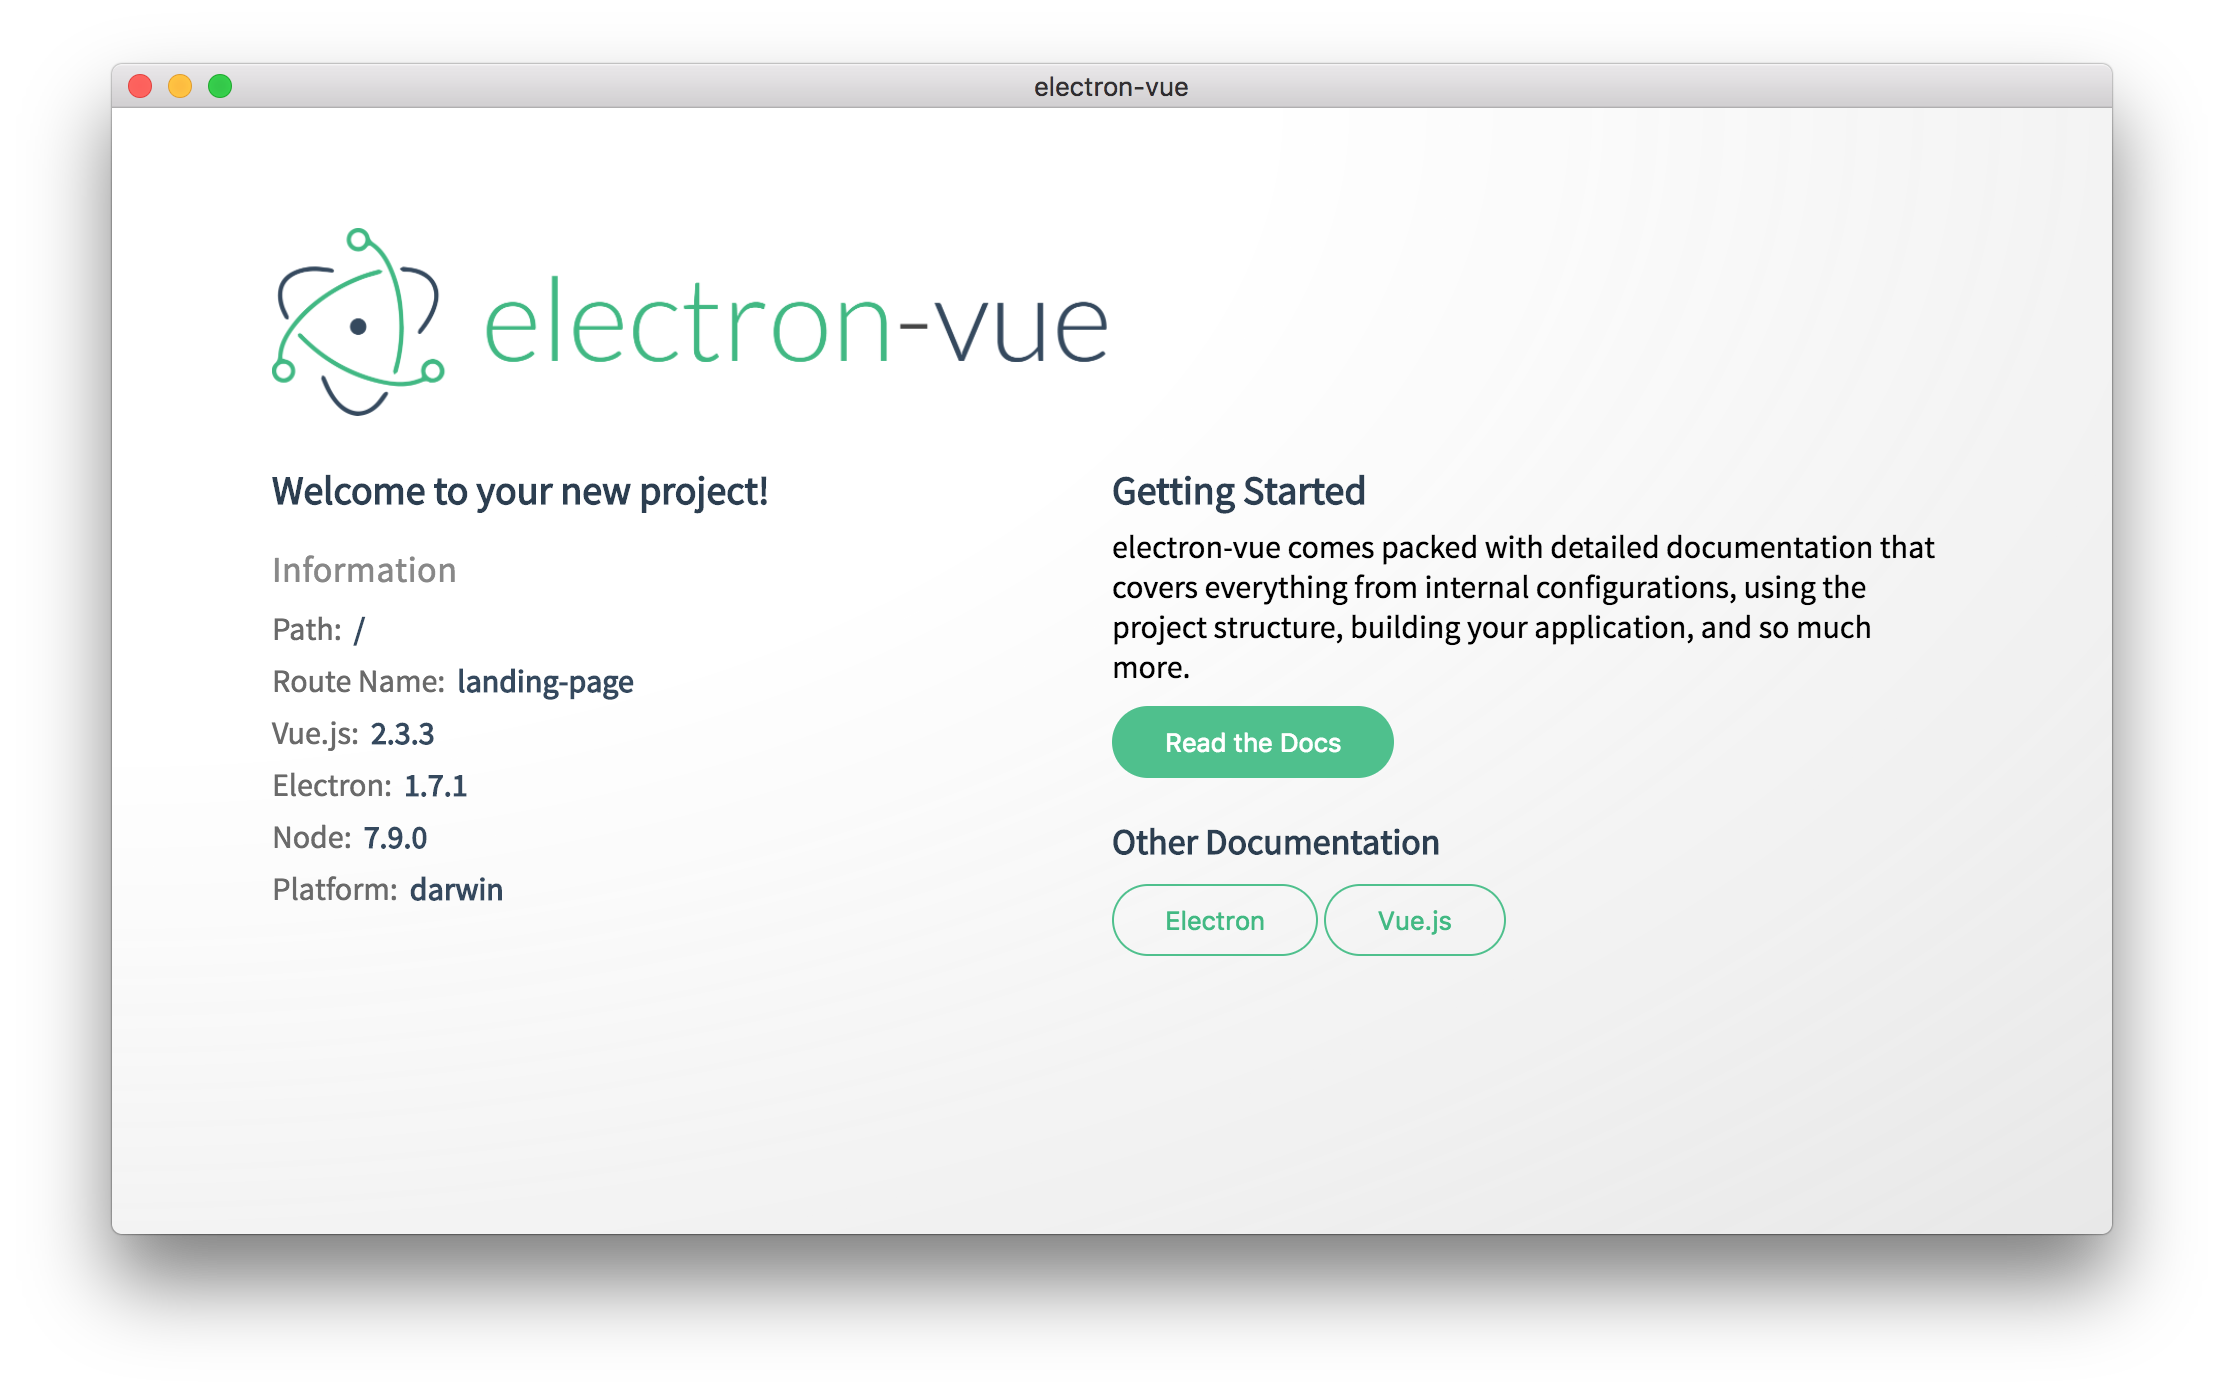 electron-vue
electron-vue
Welcome to your new project!
Information
Path: /
Route Name: landing-page
Vue.js: 2.3.3
Electron: 1.7.1
Node: 7.9.0
Platform: darwin
Getting Started
electron-vue comes packed with detailed documentation that
covers everything from internal configurations, using the
project structure, building your application, and so much
more.
Read the Docs
Other Documentation
Electron Vue.js